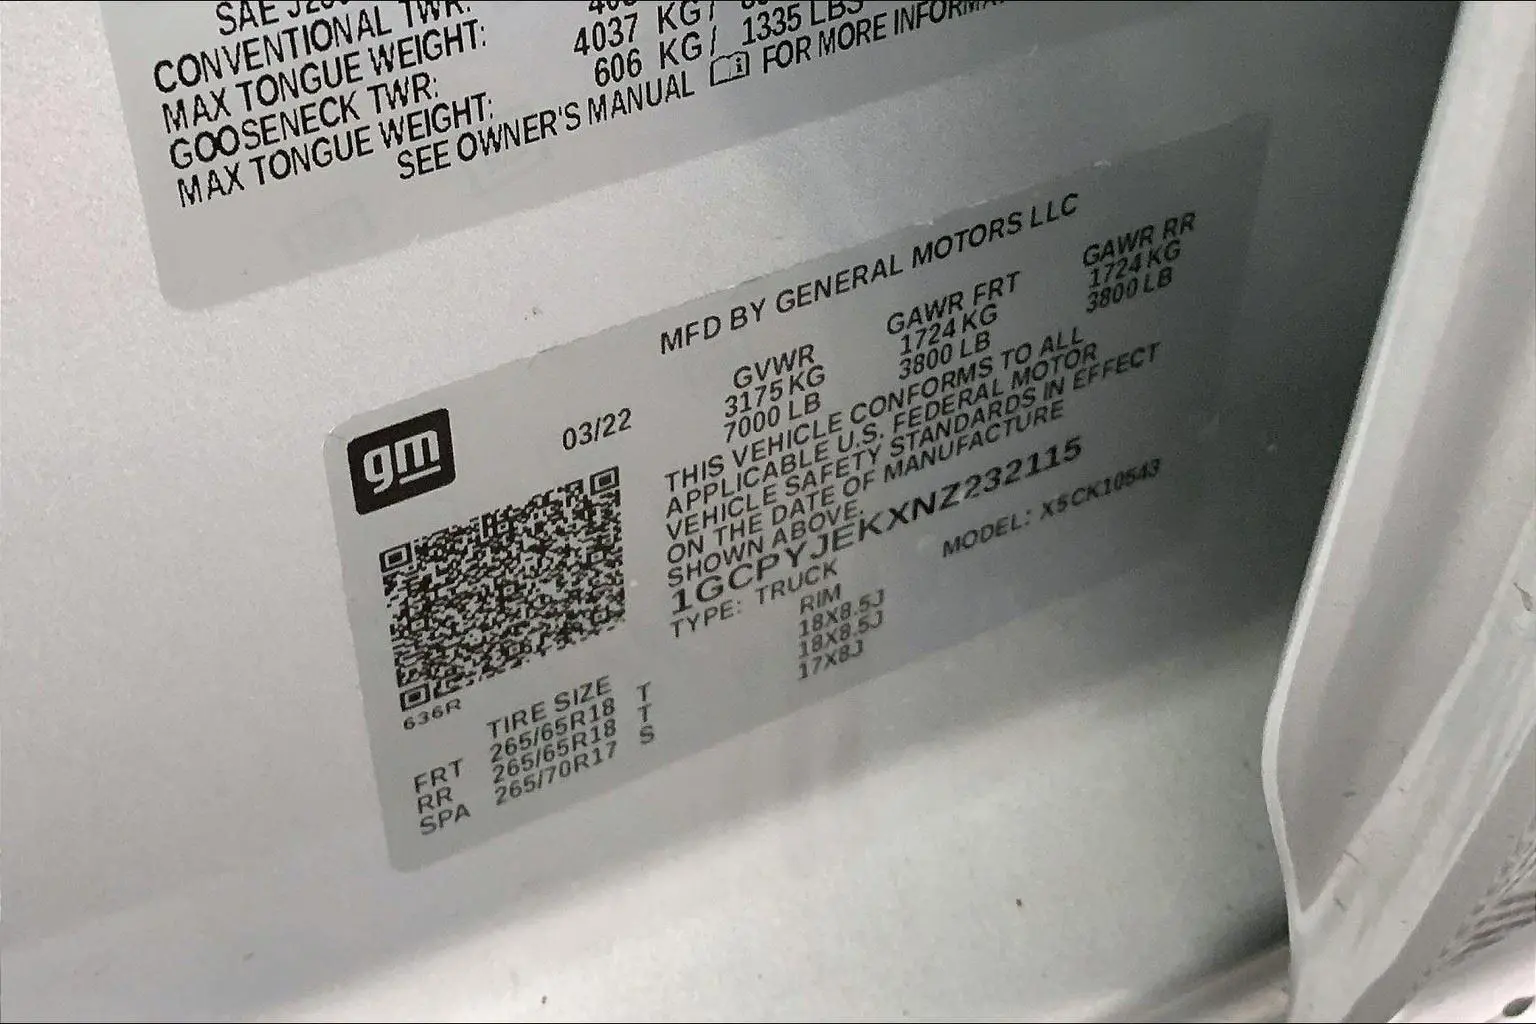 SAE
CONVENTIONAL TWR:
MAX TONGUE WEIGHT:
GOOSENECK TWR: 4037 KG/
MAX TONGUE WEIGHT: 606 KG/ 1335 LBS
SEE OWNER'S MANUAL FOR MORE
MFD BY GENERAL MOTORS LLC
gm
03/22
GVWR GAWR FRT GAWR RR
3175 KG 1724 KG 1724 KG
7000 LB 3800 LB 3800 LB
THIS VEHICLE CONFORMS TO ALL
APPLICABLE U.S. FEDERAL MOTOR
VEHICLE SAFETY STANDARDS IN EFFECT
ON THE DATE OF MANUFACTURE
SHOWN ABOVE.
1GCPYJEKXNZ232115
TYPE: TRUCK MODEL: X5CK10543
636R
TIRE SIZE RIM
FRT 265/65R18 T 18X8.5J
RR 265/65R18 T 18X8.5J
SPA 265/70R17 S 17X8J